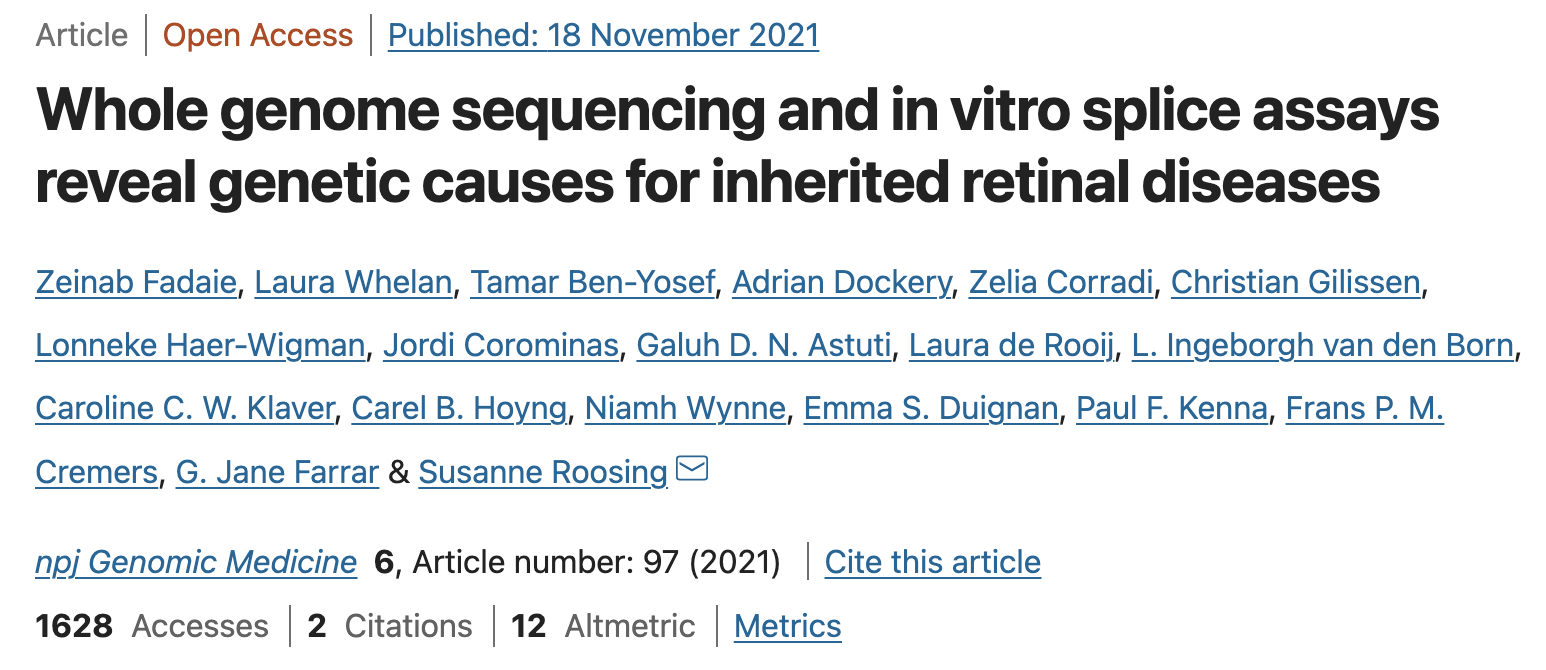 Article | Open Access | Published: 18 November 2021
Whole genome sequencing and in vitro splice assays
reveal genetic causes for inherited retinal diseases
Zeinab Fadaie, Laura Whelan, Tamar Ben-Yosef, Adrian Dockery, Zelia Corradi, Christian Gilissen,
Lonneke Haer-Wigman, Jordi Corominas, Galuh D. N. Astuti, Laura de Rooij, L. Ingeborgh van den Born,
Caroline C. W. Klaver, Carel B. Hoyng, Niamh Wynne, Emma S. Duignan, Paul F. Kenna, Frans P. M.
Cremers, G. Jane Farrar & Susanne Roosing
npj Genomic Medicine 6, Article number: 97 (2021) | Cite this article
1628 Accesses | 2 Citations | 12 Altmetric | Metrics